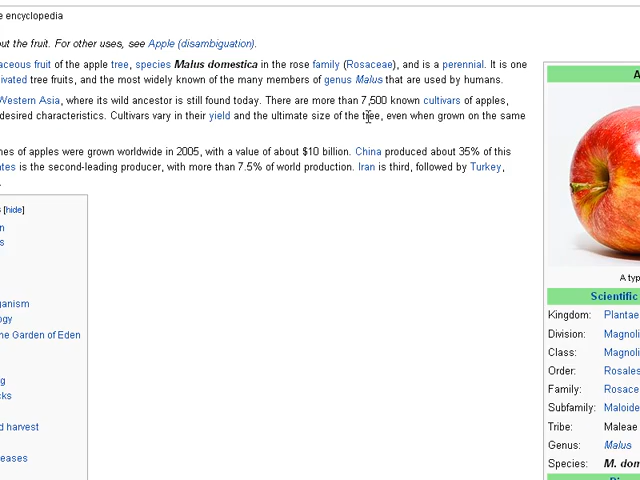 e encyclopedia
out the fruit. For other uses, see Apple (disambiguation).
aceous fruit of the apple tree, species Malus domestica in the rose family (Rosaceae), and is a perennial. It is one
ivated tree fruits, and the most widely known of the many members of genus Malus that are used by humans.
Western Asia, where its wild ancestor is still found today. There are more than 7,500 known cultivars of apples,
desired characteristics. Cultivars vary in their yield and the ultimate size of the tree, even when grown on the same
nes of apples were grown worldwide in 2005, with a value of about $10 billion. China produced about 35% of this
ates is the second-leading producer, with more than 7.5% of world production. Iran is third, followed by Turkey,
s [hide]
n
s
ganism
ogy
he Garden of Eden
g
cks
d harvest
eases
A
A typ
Scientific
Kingdom: Plantae
Division: Magnoli
Class: Magnoli
Order: Rosales
Family: Rosace
Subfamily: Maloide
Tribe: Maleae
Genus: Malus
Species: M. dom